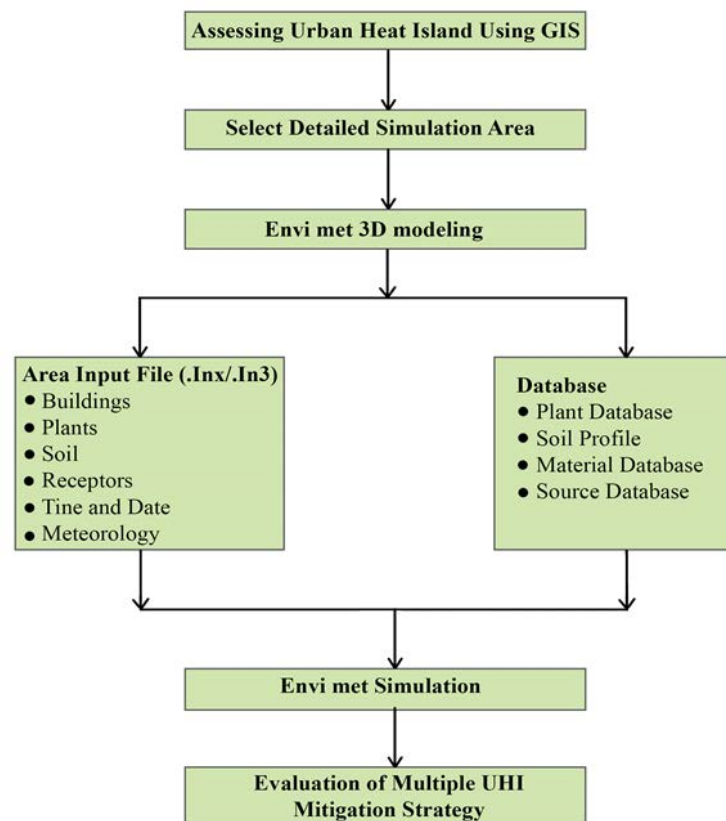 Assessing Urban Heat Island Using GIS
Select Detailed Simulation Area
Envi met 3D modeling
Area Input File (.Inx/.In3)
● Buildings
● Plants
● Soil
● Receptors
● Tine and Date
● Meteorology
Database
● Plant Database
● Soil Profile
● Material Database
● Source Database
Envi met Simulation
Evaluation of Multiple UHI
Mitigation Strategy